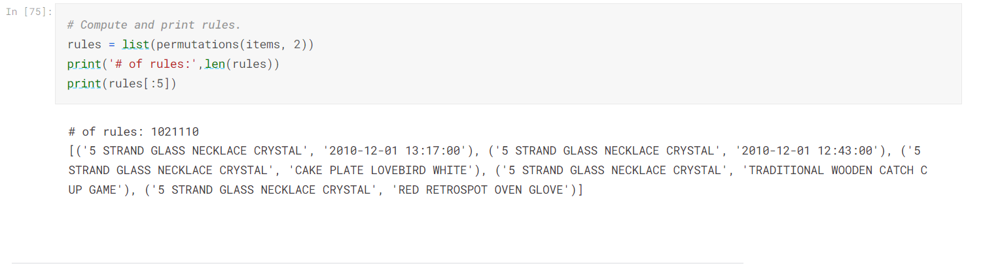 In [75]:
# Compute and print rules.
rules = list(permutations(items, 2))
print('# of rules:',len(rules))
print(rules[:5])
# of rules: 1021110
[('5 STRAND GLASS NECKLACE CRYSTAL', '2010-12-01 13:17:00'), ('5 STRAND GLASS NECKLACE CRYSTAL', '2010-12-01 12:43:00'), ('5
STRAND GLASS NECKLACE CRYSTAL', 'CAKE PLATE LOVEBIRD WHITE'), ('5 STRAND GLASS NECKLACE CRYSTAL', 'TRADITIONAL WOODEN CATCH C
UP GAME'), ('5 STRAND GLASS NECKLACE CRYSTAL', 'RED RETROSPOT OVEN GLOVE')]